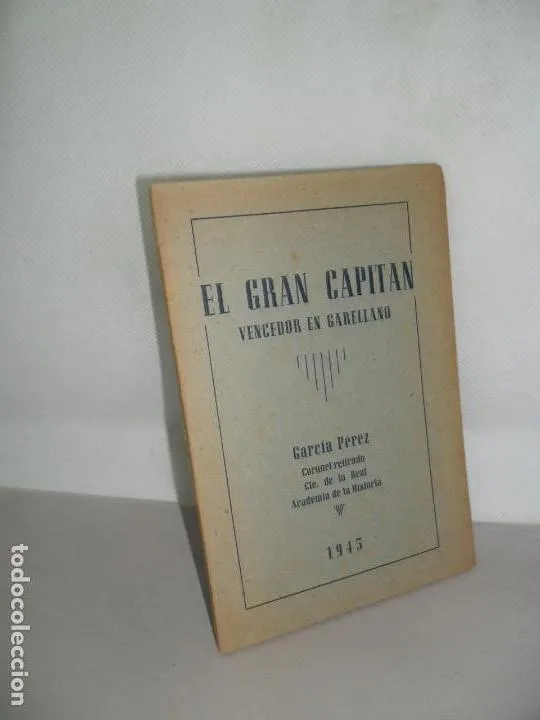 EL GRAN CAPITAN
VENCEDOR EN GARELLANO
García Pérez
Coronel retirado
Cte. de la Real
Academia de la Historia
1945
todocoleccion